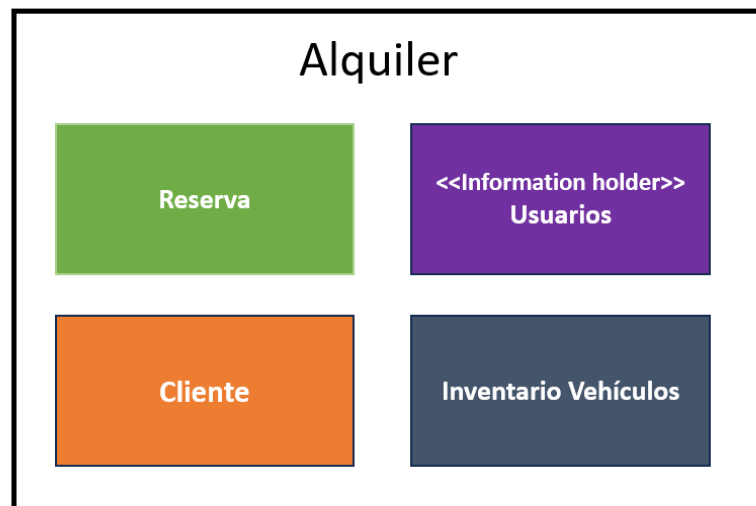 Alquiler
Reserva
<<Information holder>>
Usuarios
Cliente
Inventario Vehículos